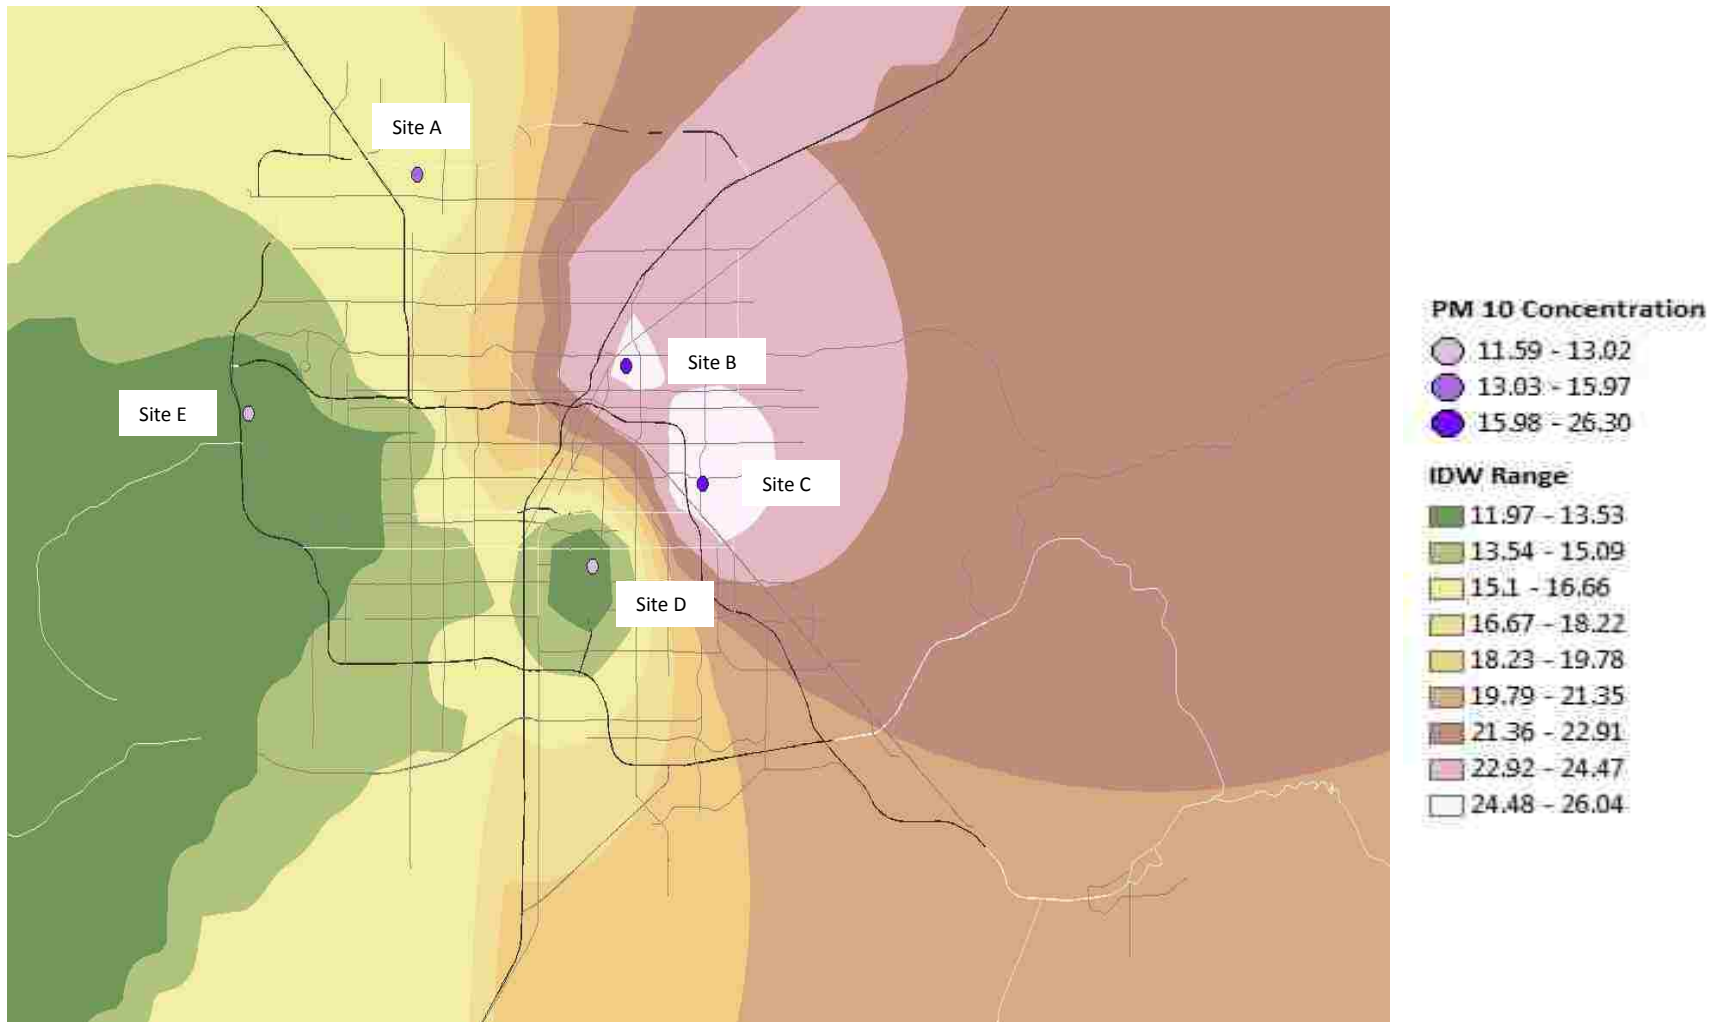 Site A
Site B
Site E
Site C
Site D
PM 10 Concentration
11.59 - 13.02
13.03 - 15.97
15.98 - 26.30
IDW Range
11.97 - 13.53
13.54 - 15.09
15.1 - 16.66
16.67 - 18.22
18.23 - 19.78
19.79 - 21.35
21.36 - 22.91
22.92 - 24.47
24.48 - 26.04